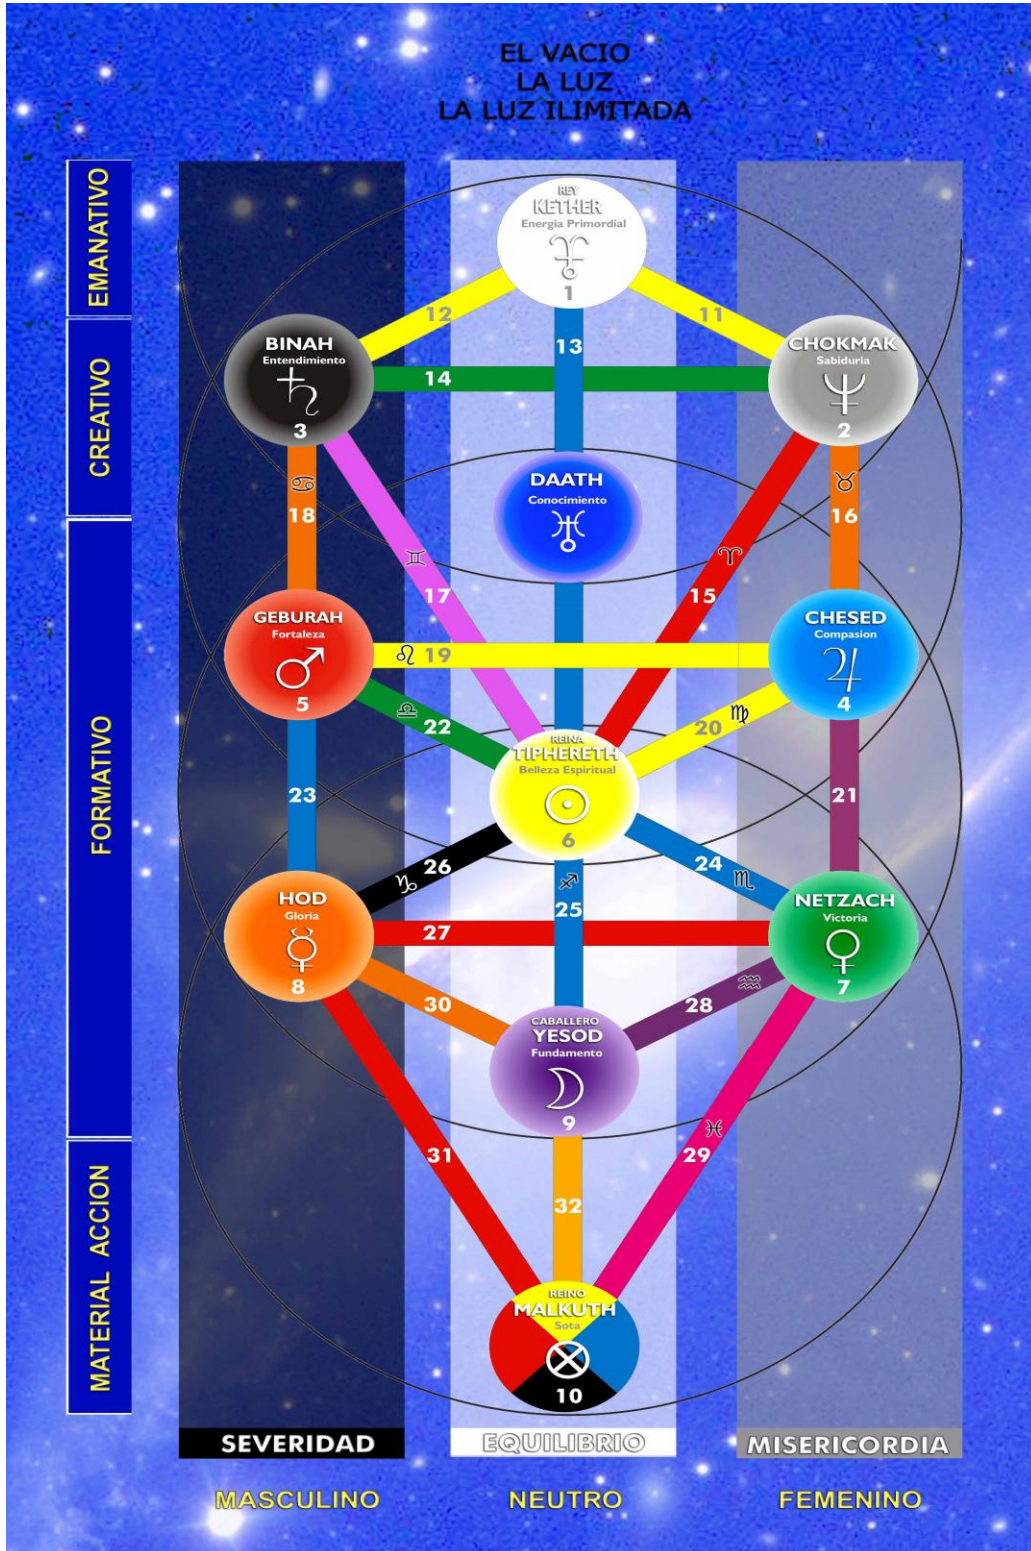 EL VACIO
LA LUZ
LA LUZ ILIMITADA
EMANATIVO
CREATIVO
FORMATIVO
MATERIAL ACCION
REY
KETHER
Energia Primordial
1
12
11
13
BINAH
Entendimiento
3
CHOKMAK
Sabiduria
2
14
DAATH
Conocimiento
18
16
17
15
GEBURAH
Fortaleza
5
CHESED
Compasion
4
19
22
20
REINA
TIPHERETH
Belleza Espiritual
6
23
21
26
24
25
HOD
Gloria
8
NETZACH
Victoria
7
27
30
28
CABALLERO
YESOD
Fundamento
9
31
29
32
REINO
MALKUTH
Sota
10
SEVERIDAD
EQUILIBRIO
MISERICORDIA
MASCULINO
NEUTRO
FEMENINO